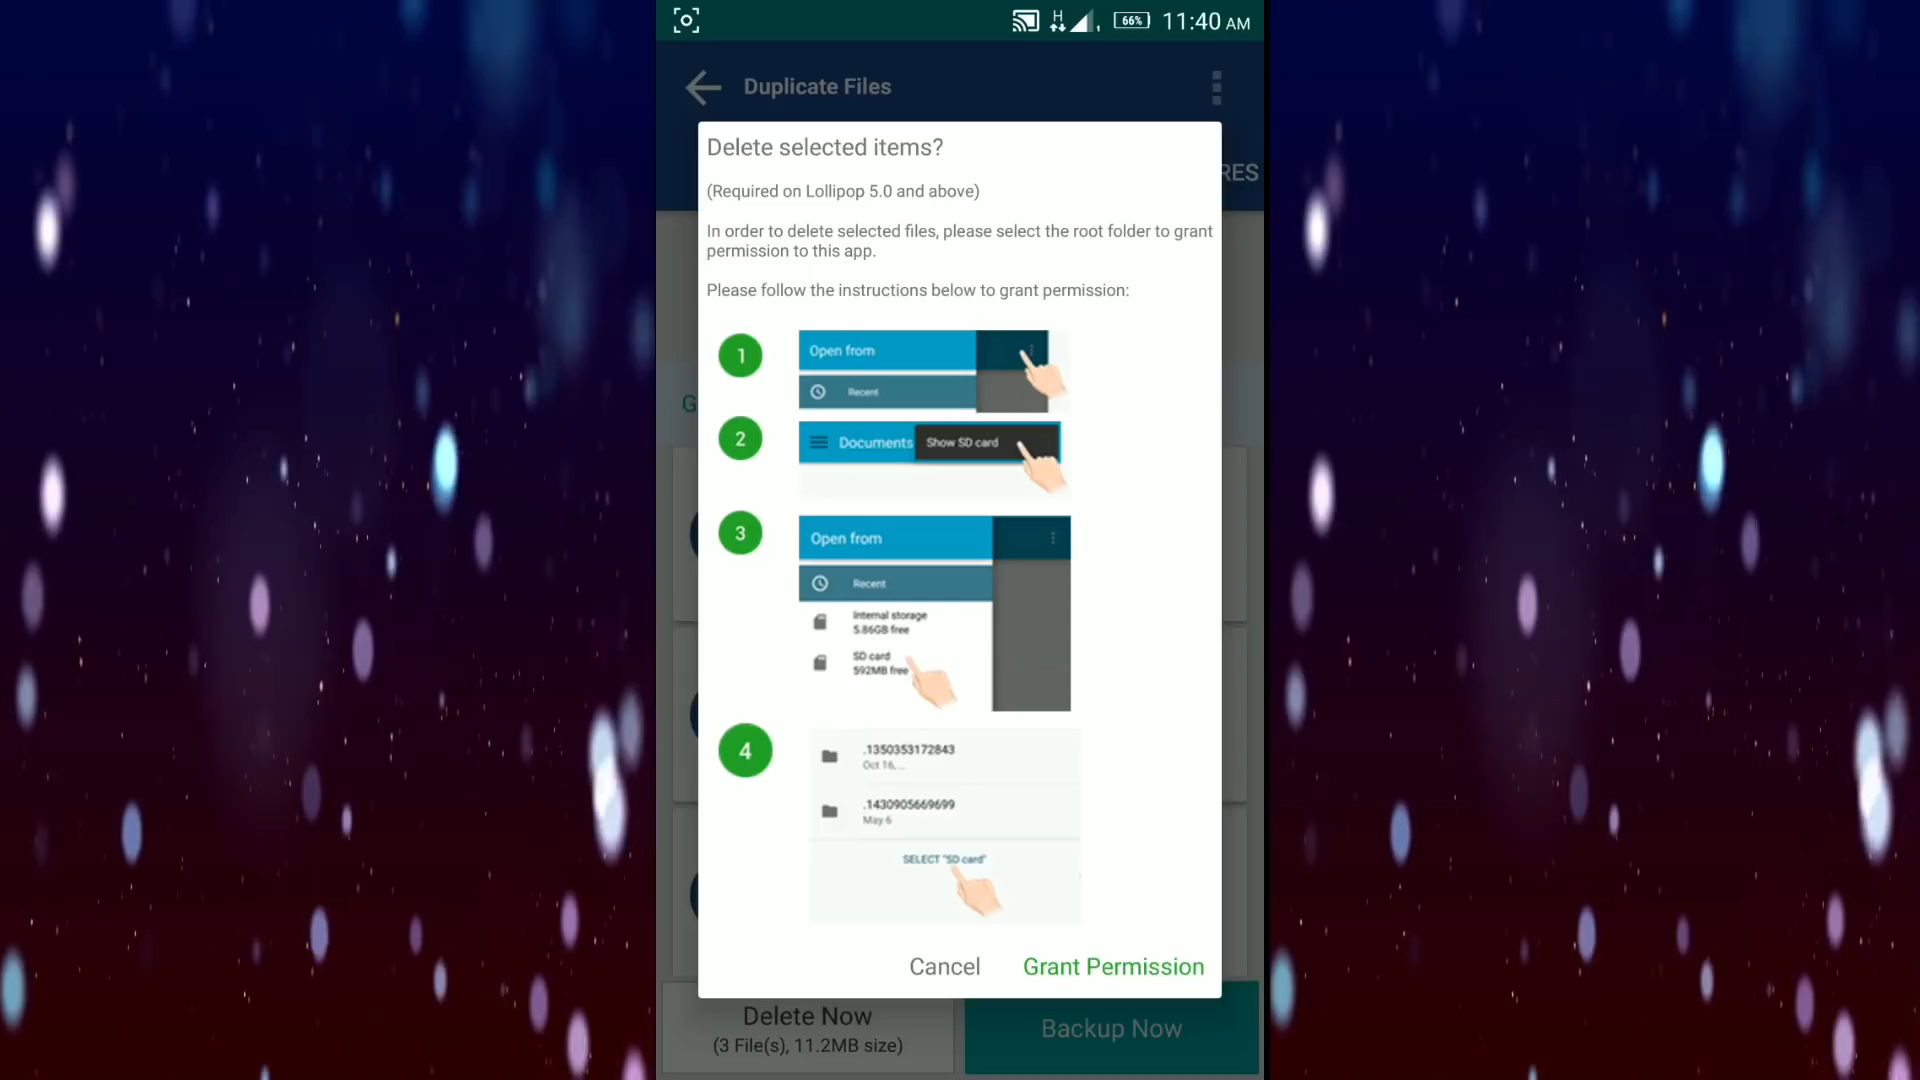 H 66% 11:40 AM
Duplicate Files
RES
Delete selected items?
(Required on Lollipop 5.0 and above)
In order to delete selected files, please select the root folder to grant
permission to this app.
Please follow the instructions below to grant permission:
1
Open from
Recent
G
2
Documents Show SD card
3
Open from
Recent
Internal storage
5.86GB free
SD card
592MB free
4
.1350353172843
Oct 16, ...
.1430905669699
May 6
SELECT "SD card"
Cancel Grant Permission
Delete Now
(3 File(s), 11.2MB size)
Backup Now